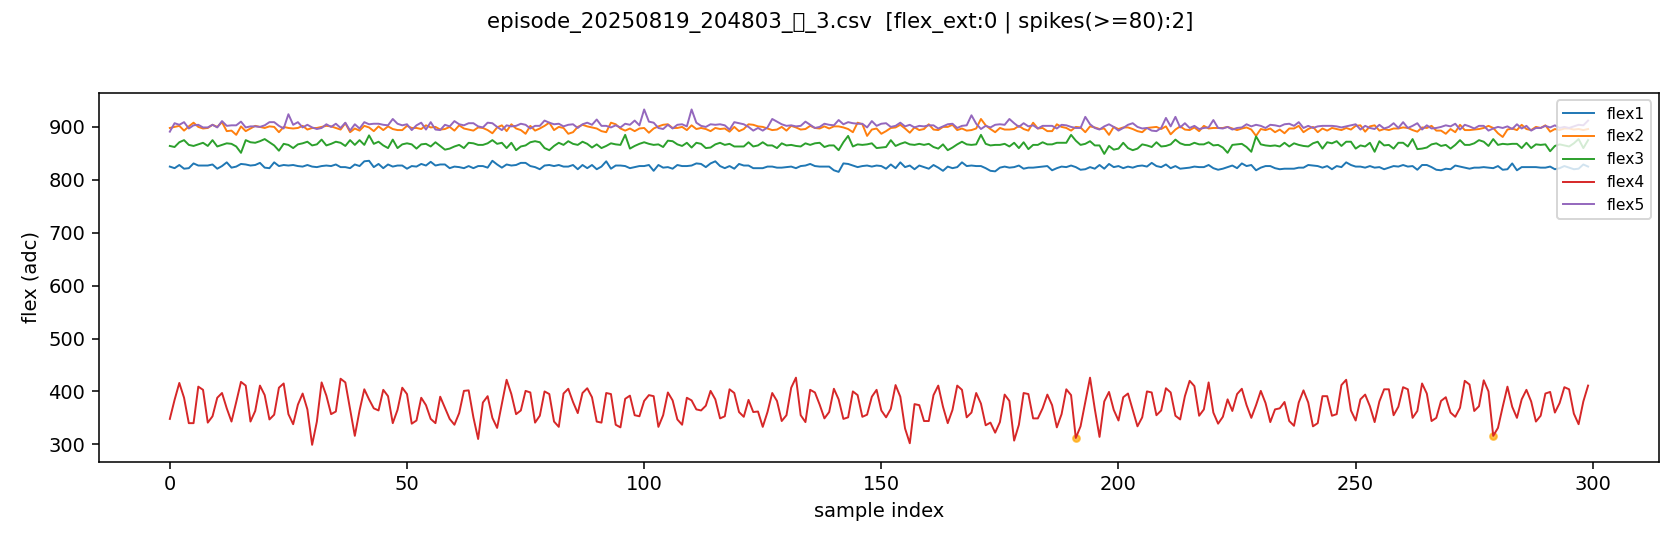 episode_20250819_204803_▯_3.csv [flex_ext:0 | spikes(>=80):2]
flex (adc)
900
800
700
600
500
400
300
0 50 100 150 200 250 300
sample index
flex1
flex2
flex3
flex4
flex5